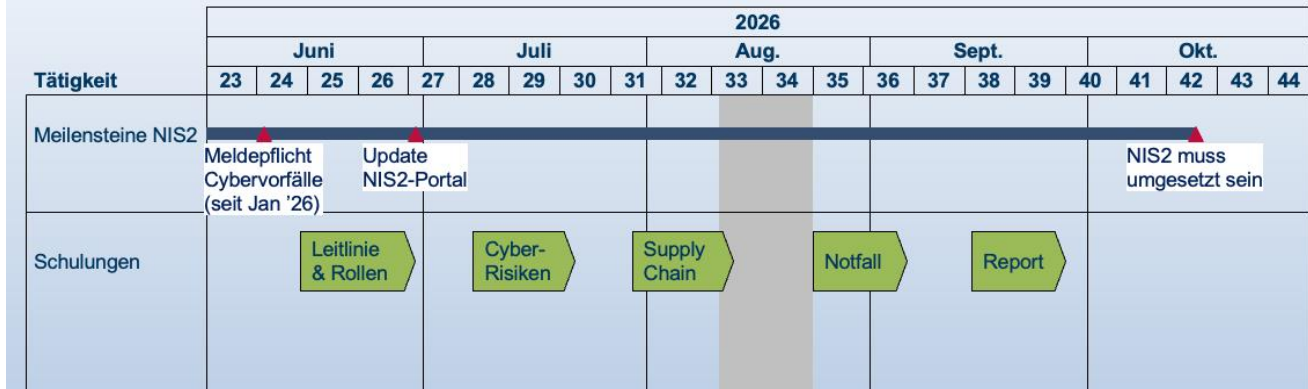 2026
Juni Juli Aug. Sept. Okt.
Tätigkeit 23 24 25 26 27 28 29 30 31 32 33 34 35 36 37 38 39 40 41 42 43 44
Meilensteine NIS2
Meldepflicht
Cybervorfälle
(seit Jan '26)
Update
NIS2-Portal
NIS2 muss
umgesetzt sein
Schulungen
Leitlinie
& Rollen
Cyber-
Risiken
Supply
Chain
Notfall
Report